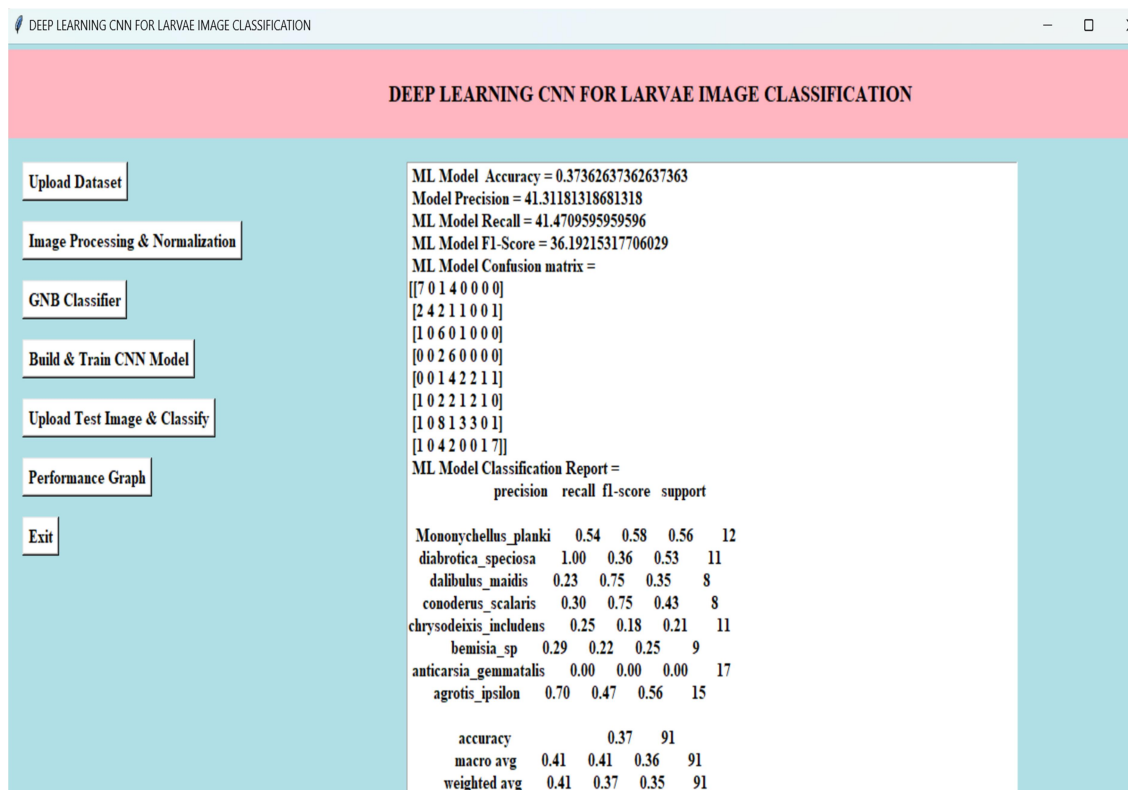 DEEP LEARNING CNN FOR LARVAE IMAGE CLASSIFICATION
DEEP LEARNING CNN FOR LARVAE IMAGE CLASSIFICATION
Upload Dataset
Image Processing & Normalization
GNB Classifier
Build & Train CNN Model
Upload Test Image & Classify
Performance Graph
Exit
ML Model Accuracy = 0.37362637362637363
Model Precision = 41.31181318681318
ML Model Recall = 41.4709595959596
ML Model F1-Score = 36.19215317706029
ML Model Confusion matrix =
[[7 0 1 4 0 0 0 0]
[2 4 2 1 1 0 0 1]
[1 0 6 0 1 0 0 0]
[0 0 2 6 0 0 0 0]
[0 0 1 4 2 2 1 1]
[1 0 2 2 1 2 1 0]
[1 0 8 1 3 3 0 1]
[1 0 4 2 0 0 1 7]]
ML Model Classification Report =
precision recall f1-score support
Mononychellus_planki 0.54 0.58 0.56 12
diabrotica_speciosa 1.00 0.36 0.53 11
dalibulus_maidis 0.23 0.75 0.35 8
conoderus_scalaris 0.30 0.75 0.43 8
chrysodeixis_includens 0.25 0.18 0.21 11
bemisia_sp 0.29 0.22 0.25 9
anticarsia_gemmatalis 0.00 0.00 0.00 17
agrotis_ipsilon 0.70 0.47 0.56 15
accuracy 0.37 91
macro avg 0.41 0.41 0.36 91
weighted avg 0.41 0.37 0.35 91